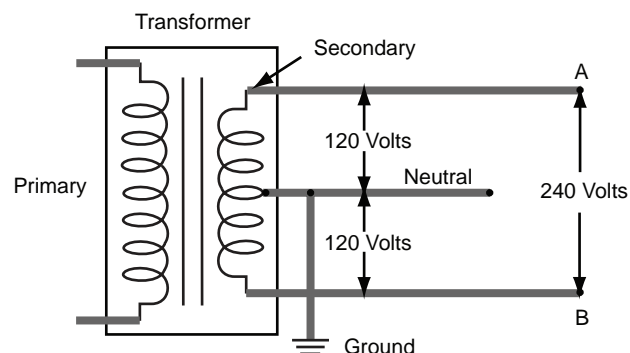 Transformer
Secondary
A
120 Volts
Primary
Neutral
240 Volts
120 Volts
B
Ground